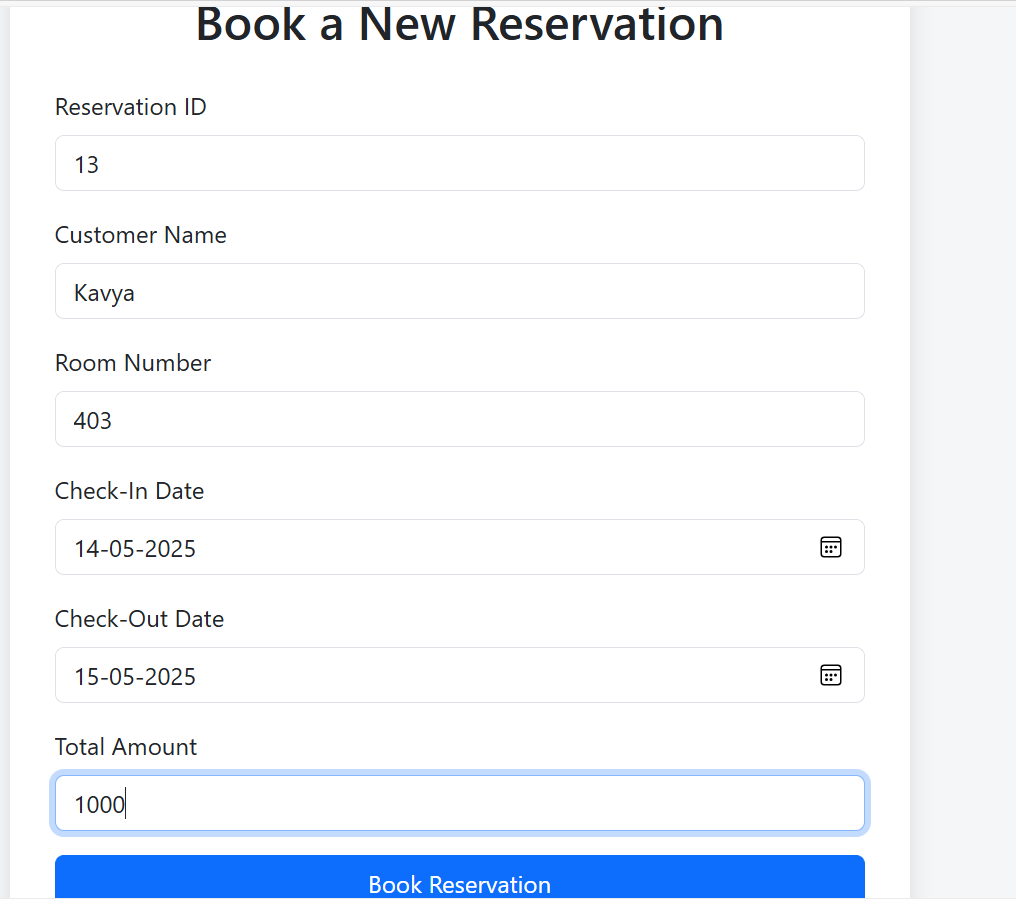 Book a New Reservation
Reservation ID
13
Customer Name
Kavya
Room Number
403
Check-In Date
14-05-2025
Check-Out Date
15-05-2025
Total Amount
1000
Book Reservation